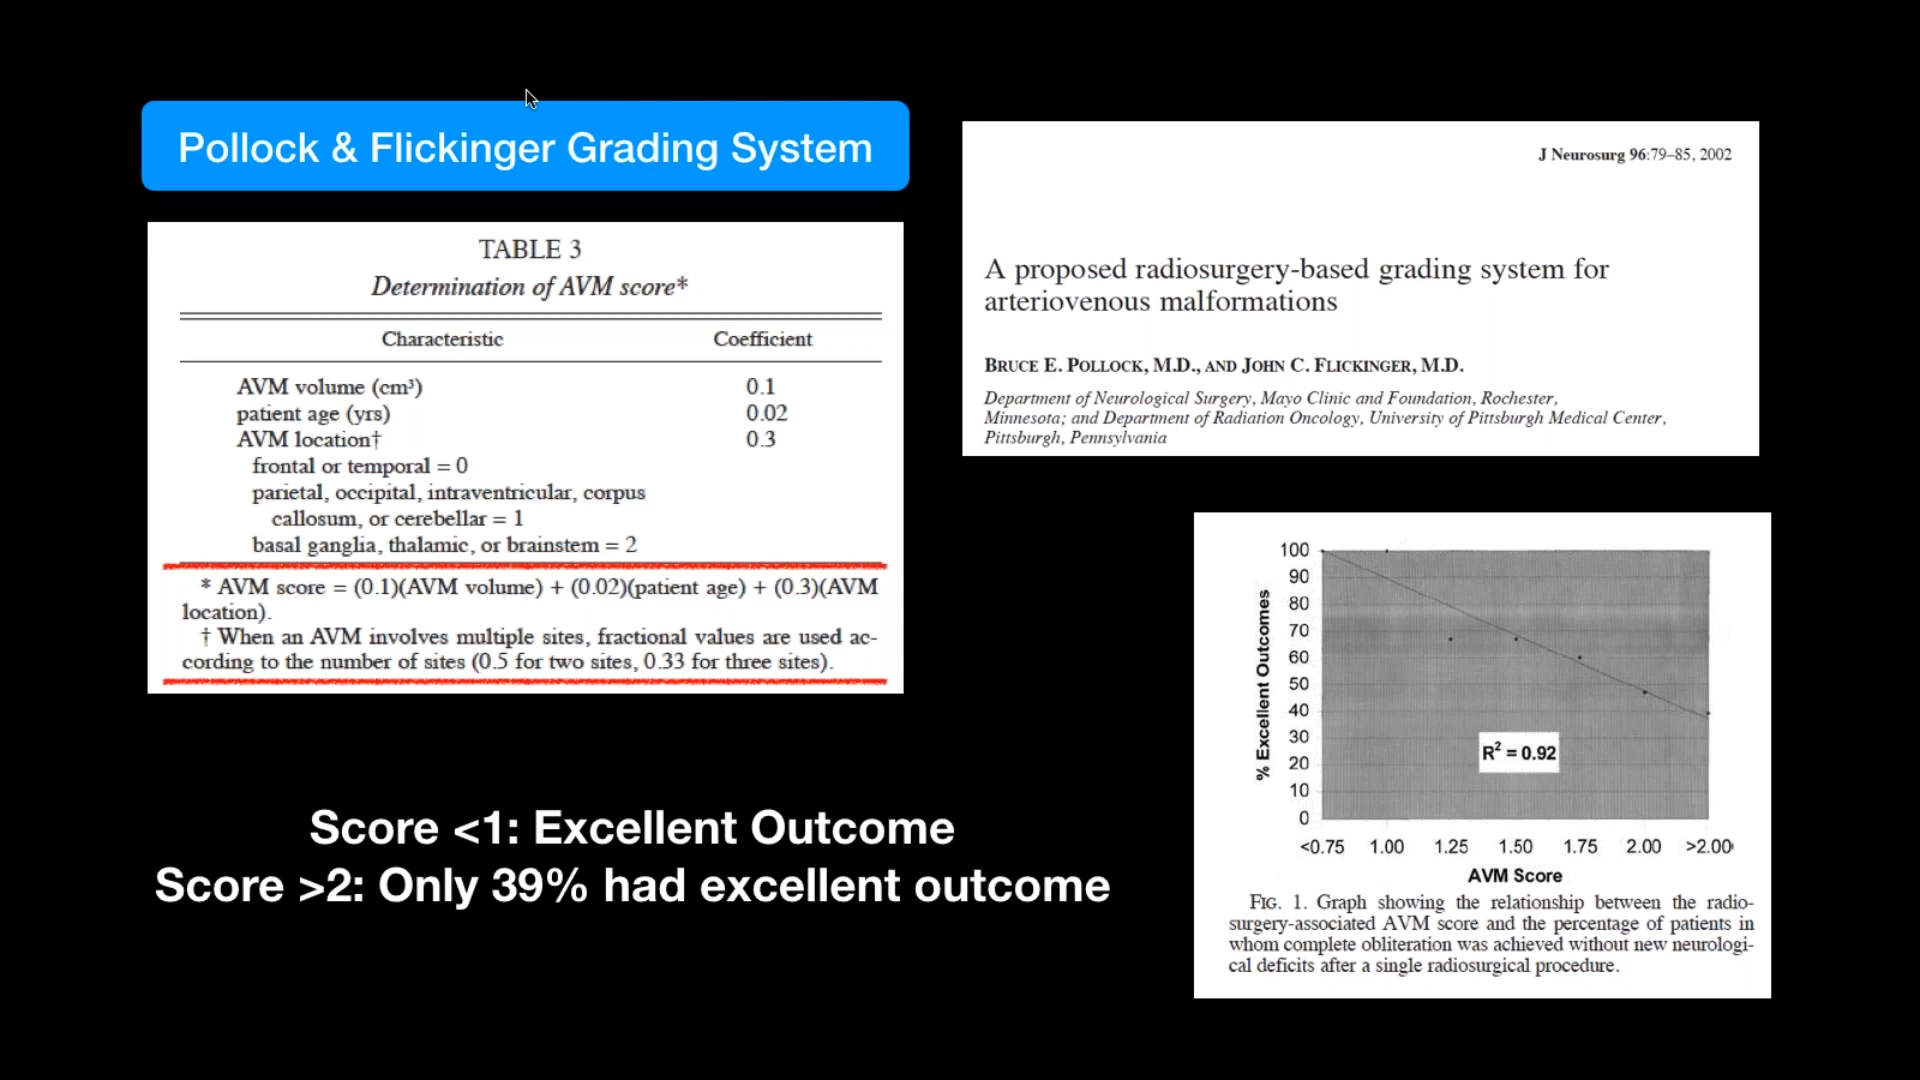 Pollock & Flickinger Grading System
TABLE 3
Determination of AVM score*
Characteristic Coefficient
AVM volume (cm³) 0.1
patient age (yrs) 0.02
AVM location† 0.3
frontal or temporal = 0
parietal, occipital, intraventricular, corpus
callosum, or cerebellar = 1
basal ganglia, thalamic, or brainstem = 2
* AVM score = (0.1)(AVM volume) + (0.02)(patient age) + (0.3)(AVM
location).
† When an AVM involves multiple sites, fractional values are used ac-
cording to the number of sites (0.5 for two sites, 0.33 for three sites).
Score <1: Excellent Outcome
Score >2: Only 39% had excellent outcome
J Neurosurg 96:79–85, 2002
A proposed radiosurgery-based grading system for
arteriovenous malformations
BRUCE E. POLLOCK, M.D., AND JOHN C. FLICKINGER, M.D.
Department of Neurological Surgery, Mayo Clinic and Foundation, Rochester,
Minnesota; and Department of Radiation Oncology, University of Pittsburgh Medical Center,
Pittsburgh, Pennsylvania
% Excellent Outcomes
100
90
80
70
60
50
40
30
20
10
0
R² = 0.92
<0.75 1.00 1.25 1.50 1.75 2.00 >2.00
AVM Score
FIG. 1. Graph showing the relationship between the radio-
surgery-associated AVM score and the percentage of patients in
whom complete obliteration was achieved without new neurologi-
cal deficits after a single radiosurgical procedure.